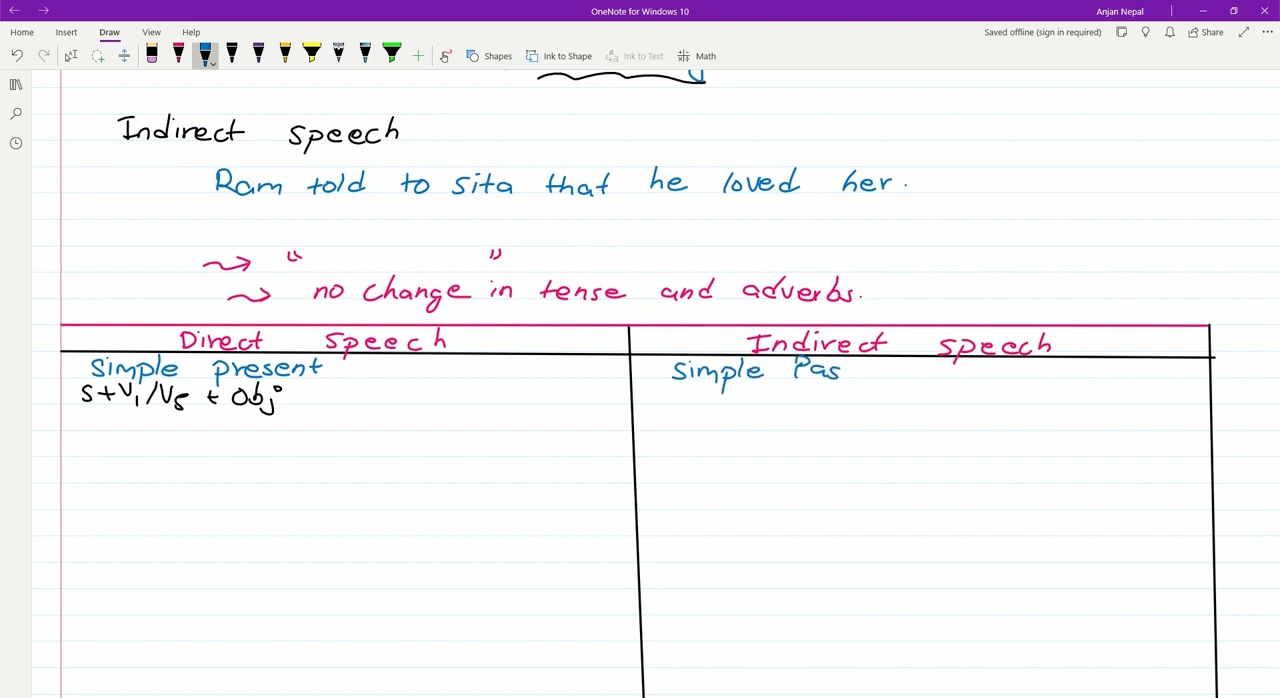 OneNote for Windows 10
Anjan Nepal
Home Insert Draw View Help
Saved offline (sign in required)
Share
Shapes
Ink to Shape
Ink to Text
Math
Indirect speech
Ram told to sita that he loved her.
“ ”
no change in tense and adverbs.
Direct speech
Indirect speech
Simple present
Simple Pas
S+V1/V5 + Obj